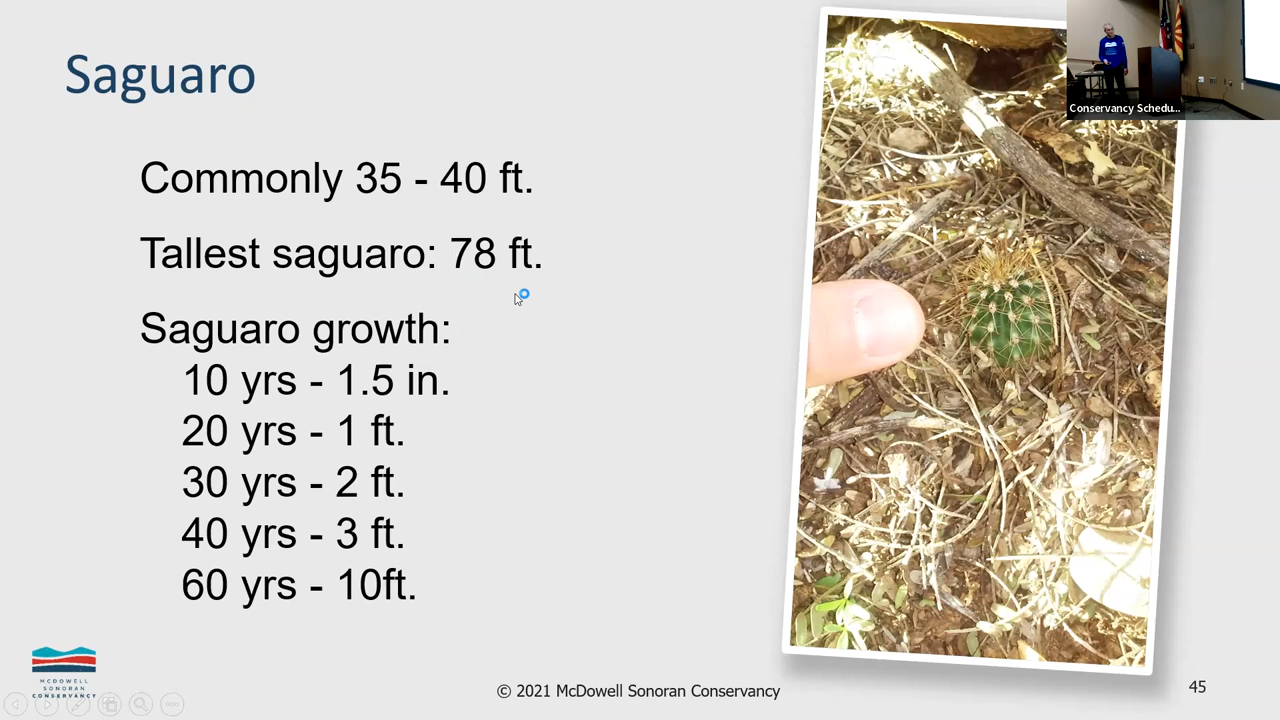 Saguaro
Conservancy Schedu...
Commonly 35 - 40 ft.
Tallest saguaro: 78 ft.
Saguaro growth:
10 yrs - 1.5 in.
20 yrs - 1 ft.
30 yrs - 2 ft.
40 yrs - 3 ft.
60 yrs - 10ft.
MCDOWELL
SONORAN
CONSERVANCY
© 2021 McDowell Sonoran Conservancy
45